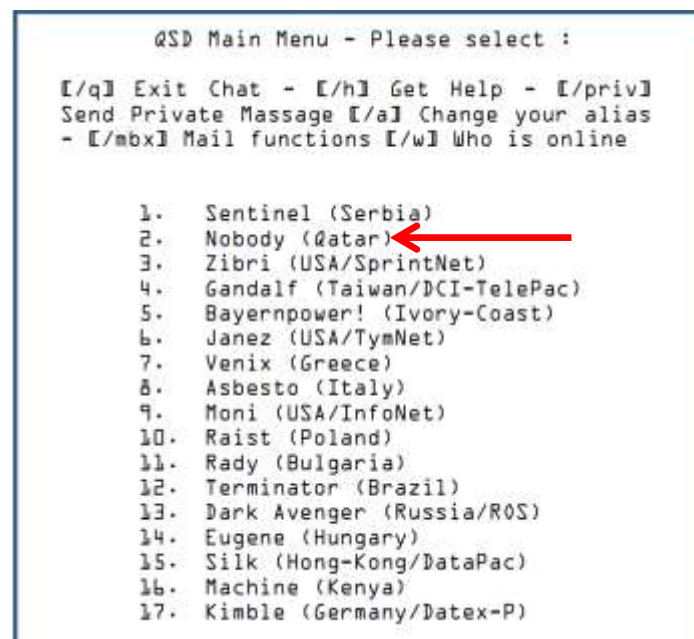 QSD Main Menu - Please select :
[/q] Exit Chat - [/h] Get Help - [/priv]
Send Private Massage [/a] Change your alias
- [/mbx] Mail functions [/w] Who is online
1. Sentinel (Serbia)
2. Nobody (Qatar)
3. Zibri (USA/SprintNet)
4. Gandalf (Taiwan/DCI-TelePac)
5. Bayernpower! (Ivory-Coast)
6. Janez (USA/TymNet)
7. Venix (Greece)
8. Asbesto (Italy)
9. Moni (USA/InfoNet)
10. Raist (Poland)
11. Rady (Bulgaria)
12. Terminator (Brazil)
13. Dark Avenger (Russia/ROS)
14. Eugene (Hungary)
15. Silk (Hong-Kong/DataPac)
16. Machine (Kenya)
17. Kimble (Germany/Datex-P)